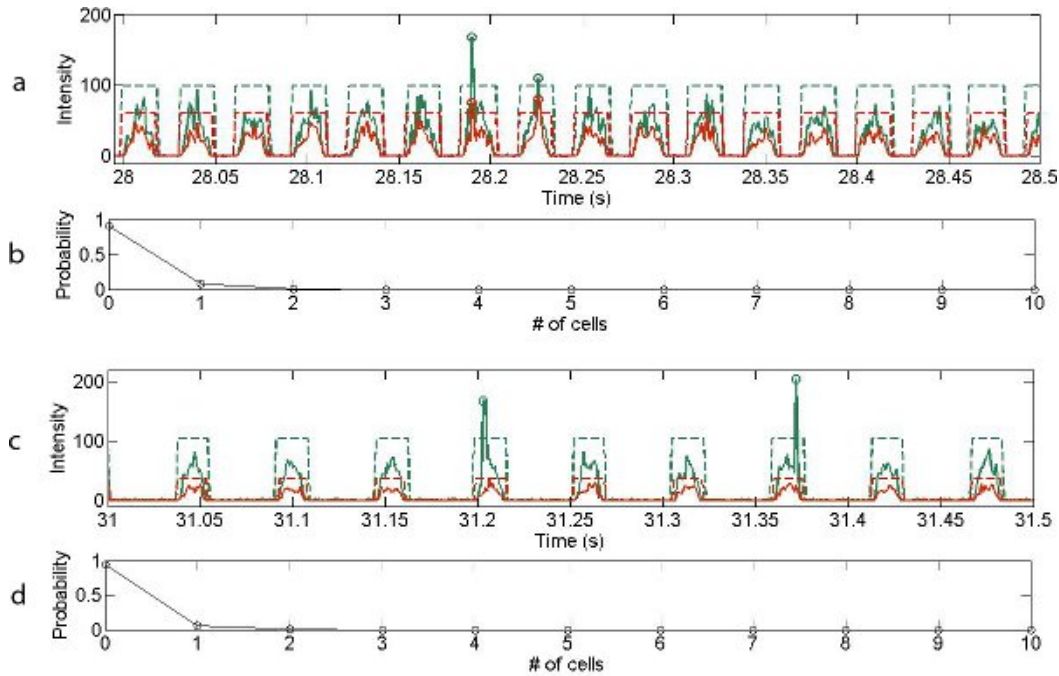 a
Intensity
200
100
0
28 28.05 28.1 28.15 28.2 28.25 28.3 28.35 28.4 28.45 28.5
Time (s)
b
Probability
1
0.5
0
0 1 2 3 4 5 6 7 8 9 10
# of cells
c
Intensity
200
100
0
31 31.05 31.1 31.15 31.2 31.25 31.3 31.35 31.4 31.45 31.5
Time (s)
d
Probability
1
0.5
0
0 1 2 3 4 5 6 7 8 9 10
# of cells